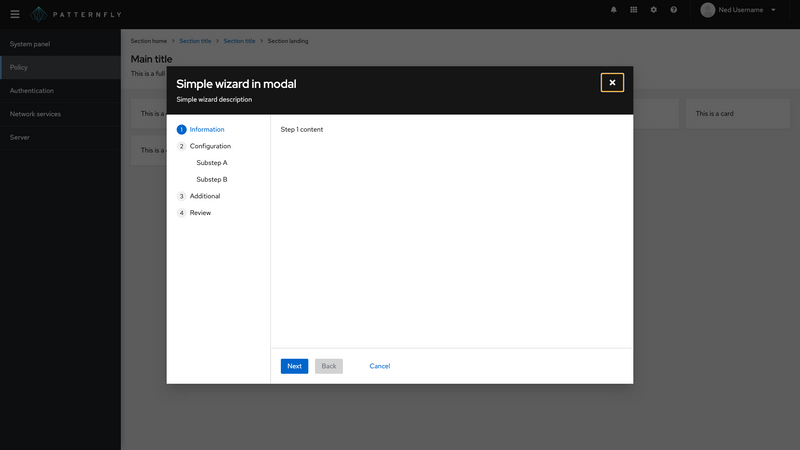 PATTERNFLY
Ned Username
System panel
Policy
Authentication
Network services
Server
Section home
Section title
Section title
Section landing
Main title
This is a full
This is a
This is a card
This is a
Simple wizard in modal
Simple wizard description
1 Information
2 Configuration
Substep A
Substep B
3 Additional
4 Review
Step 1 content
Next
Back
Cancel